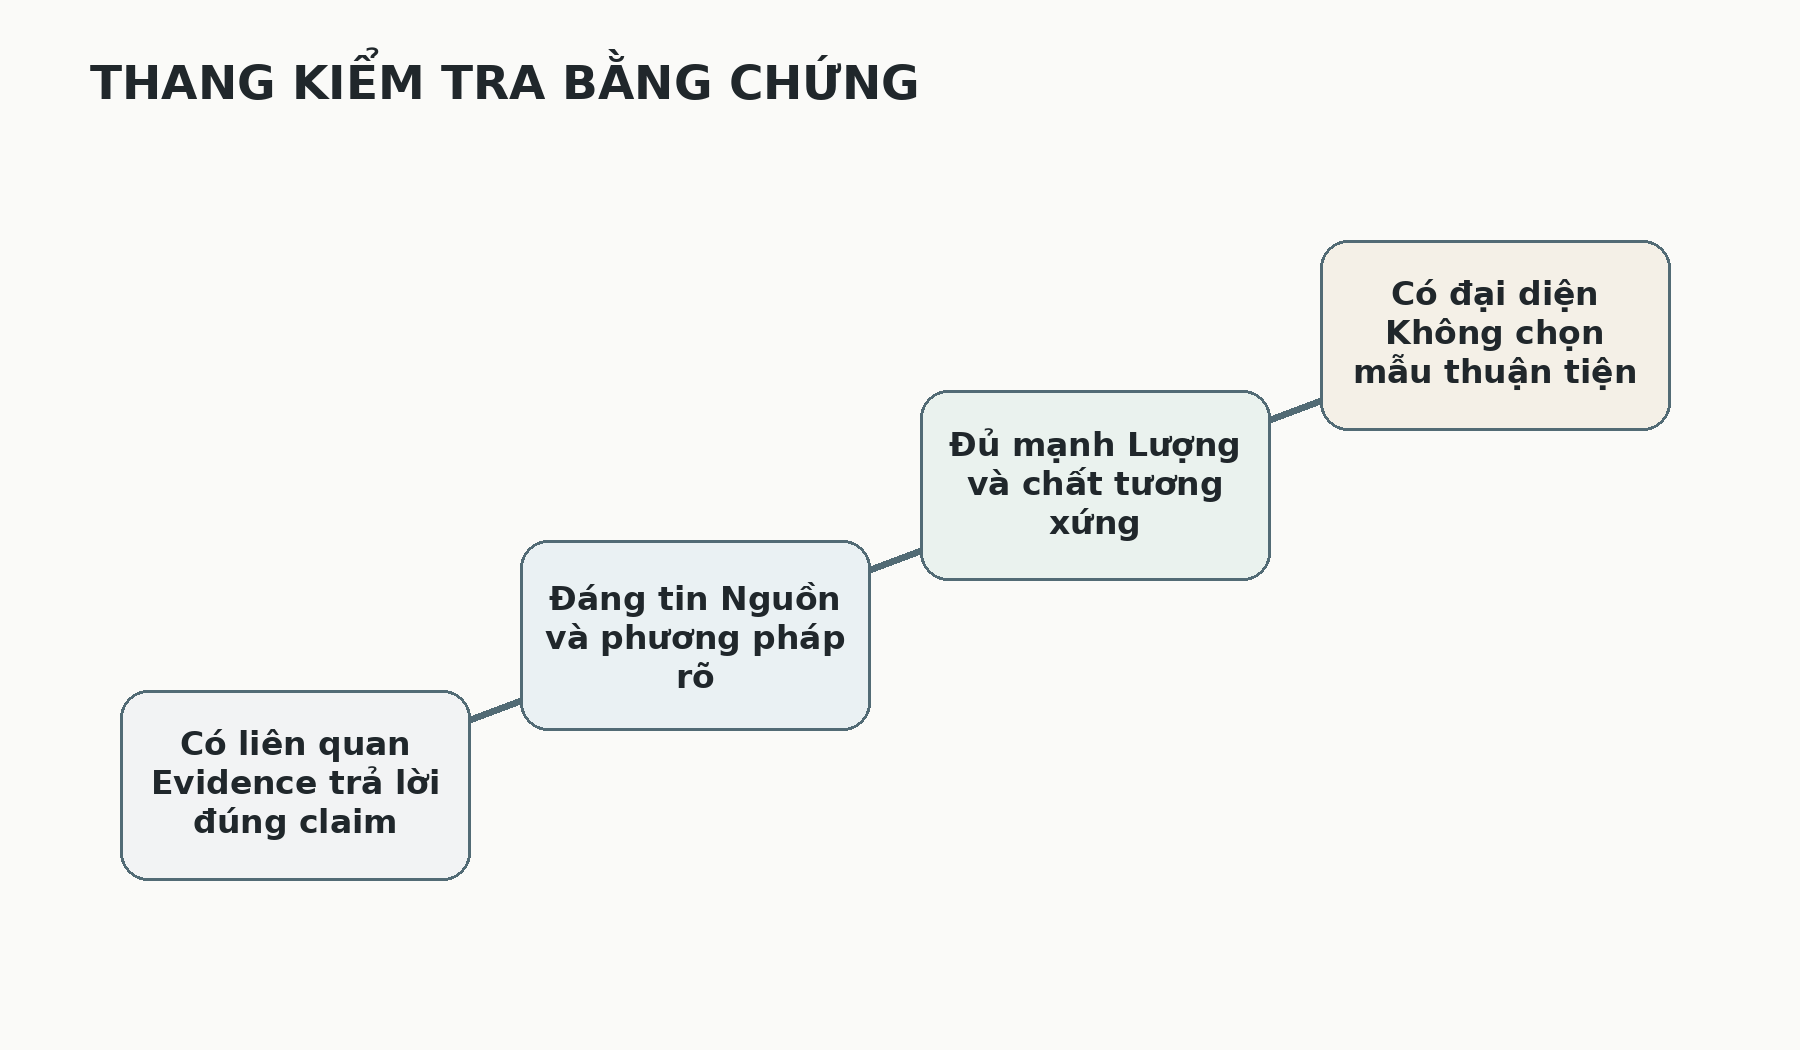 THANG KIỂM TRA BẰNG CHỨNG
Có liên quan
Evidence trả lời
đúng claim
Đáng tin Nguồn
và phương pháp
rõ
Đủ mạnh Lượng
và chất tương
xứng
Có đại diện
Không chọn
mẫu thuận tiện